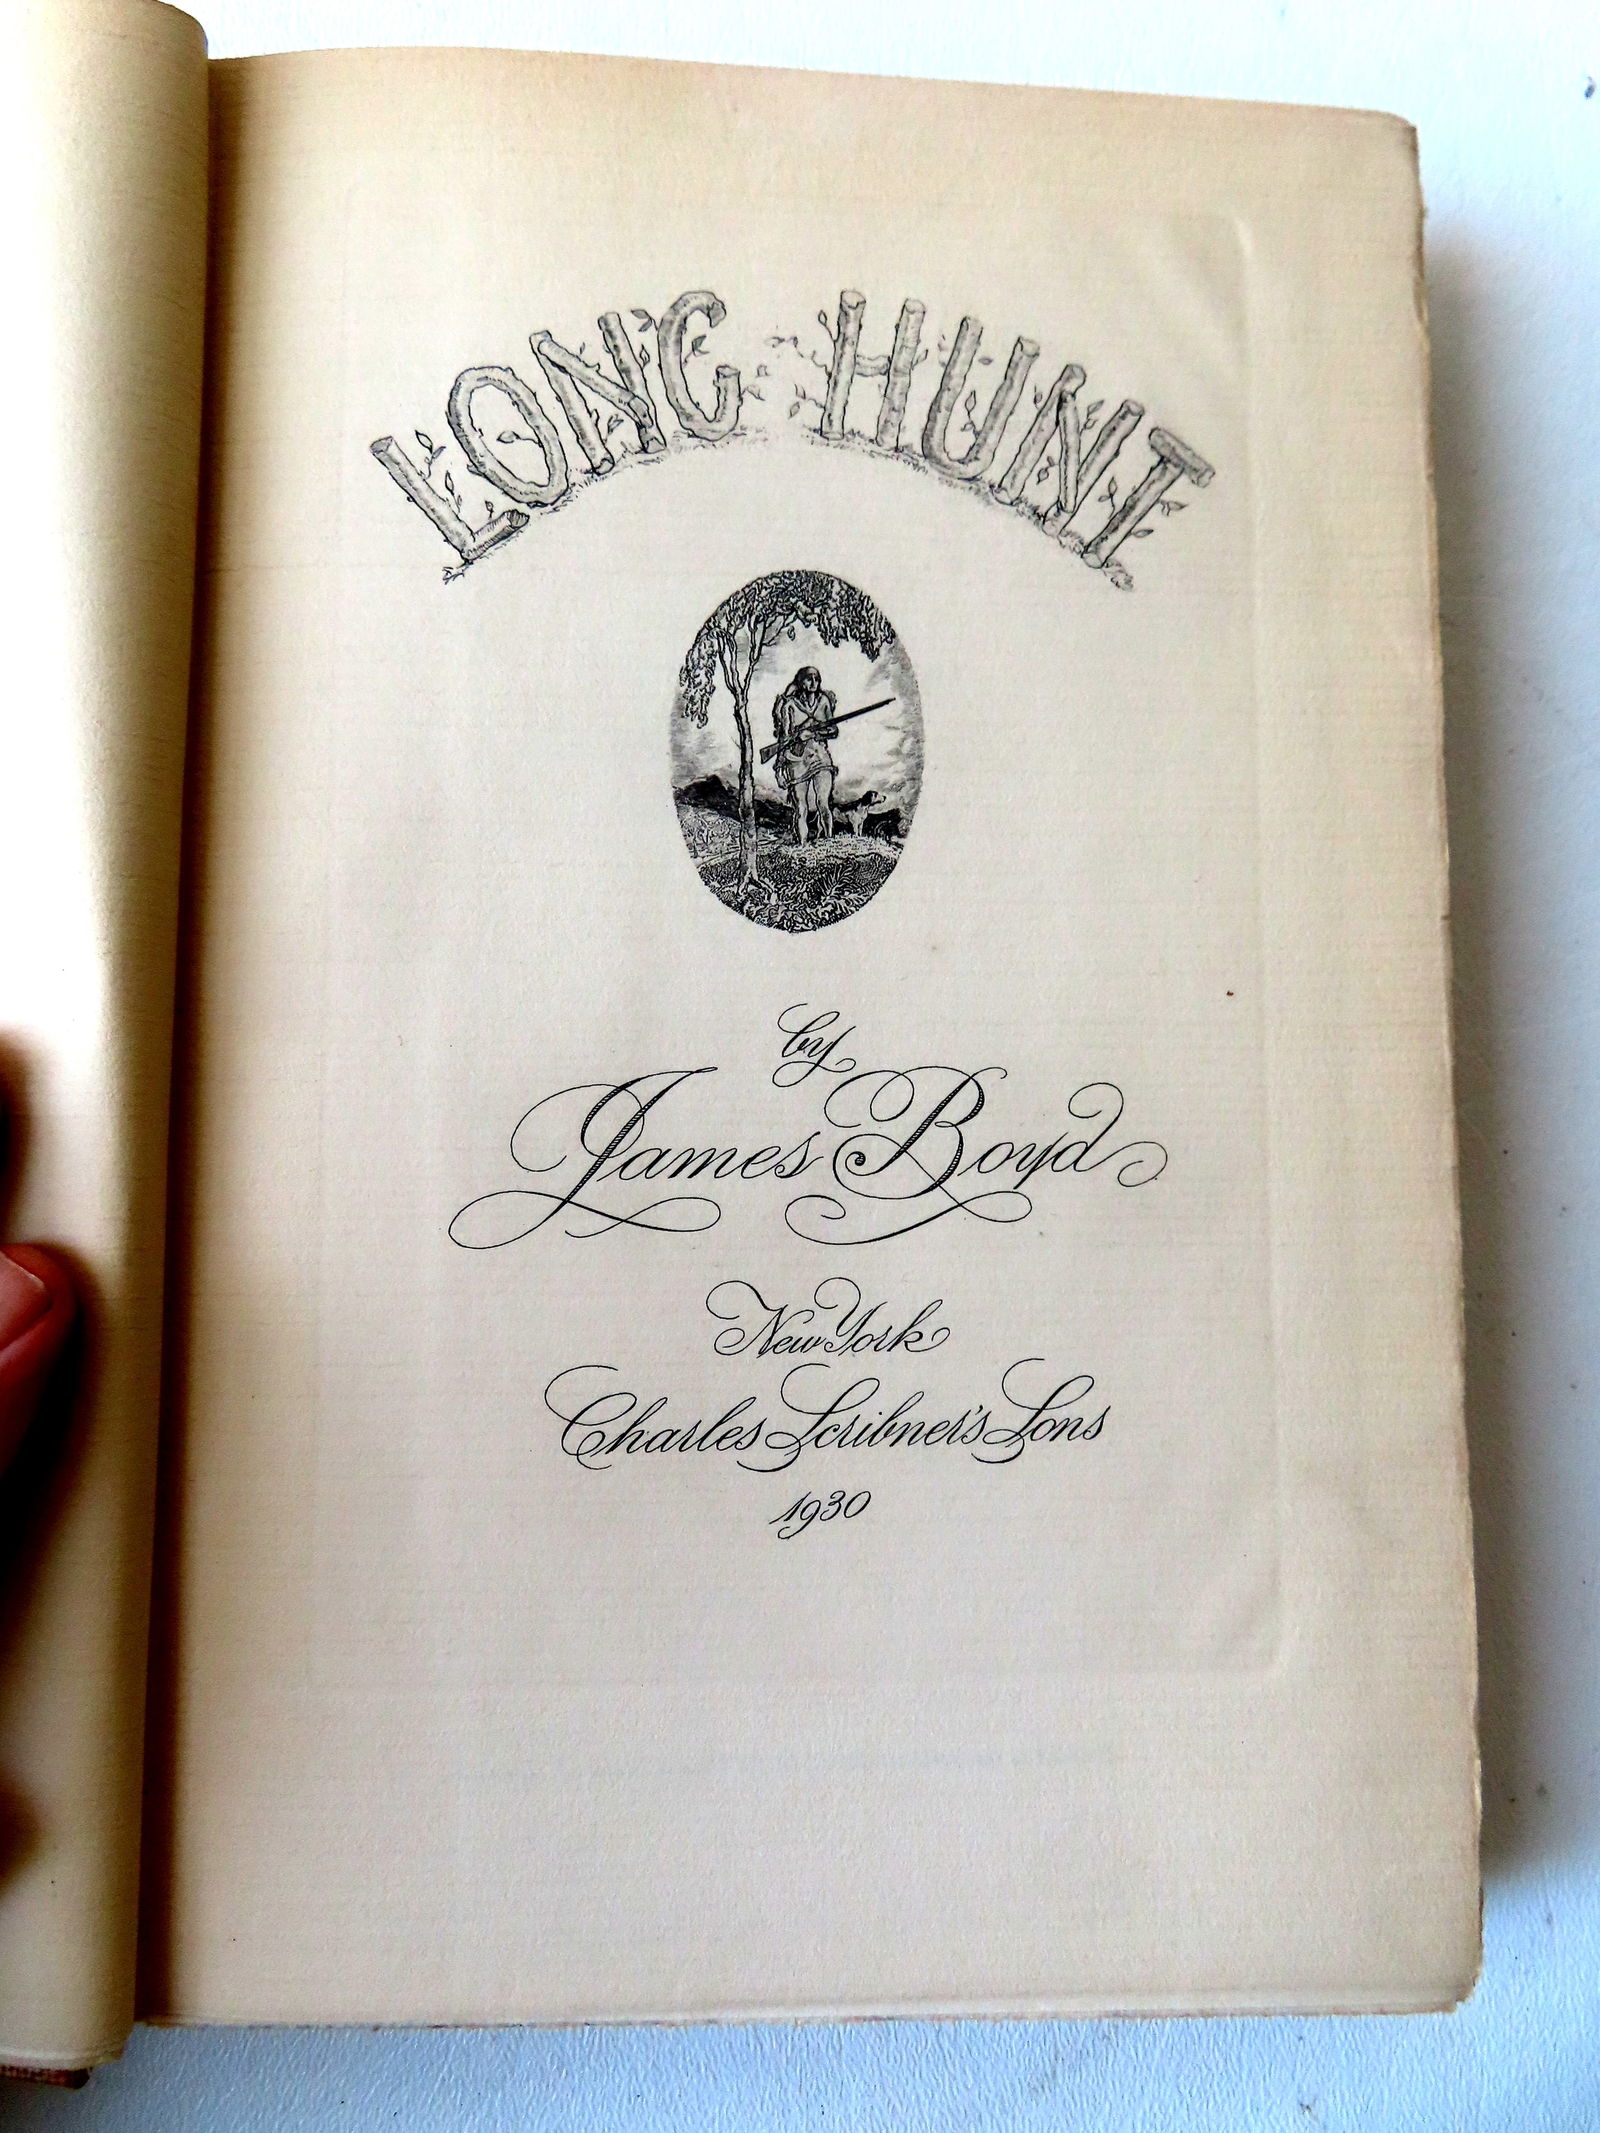 LONG HUNT
by
James Boyd
New York
Charles Scribner's Sons
1930